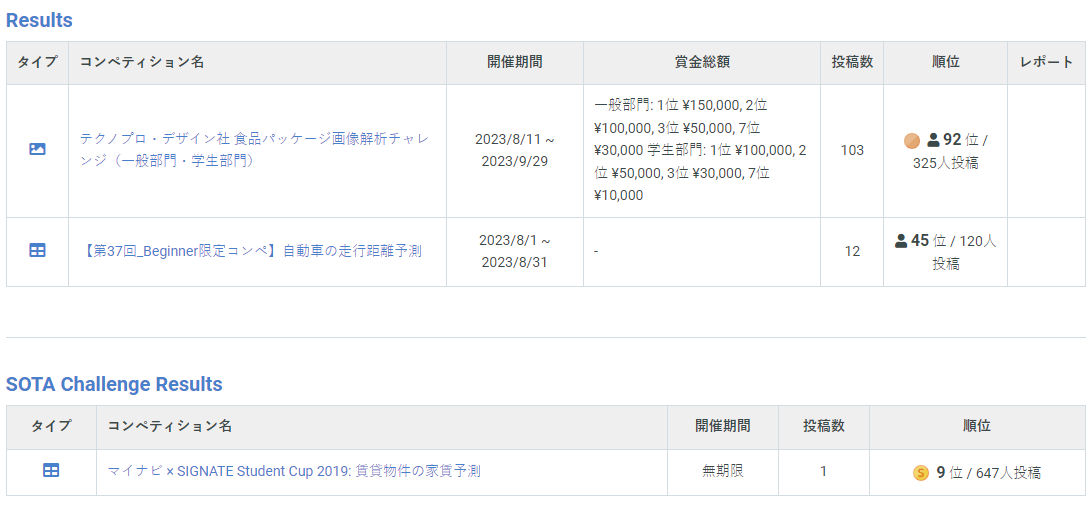 Results
タイプ コンペティション名 開催期間 賞金総額 投稿数 順位 レポート
テクノプロ・デザイン社 食品パッケージ画像解析チャレ
ンジ（一般部門・学生部門）
2023/8/11 ~
2023/9/29
一般部門: 1位 ¥150,000, 2位
¥100,000, 3位 ¥50,000, 7位
¥30,000 学生部門: 1位 ¥100,000, 2
位 ¥50,000, 3位 ¥30,000, 7位
¥10,000
103
92 位 /
325人投稿
【第37回_Beginner限定コンペ】自動車の走行距離予測
2023/8/1 ~
2023/8/31
-
12
45 位 / 120人
投稿
SOTA Challenge Results
タイプ コンペティション名 開催期間 投稿数 順位
マイナビ × SIGNATE Student Cup 2019: 賃貸物件の家賃予測 無期限 1 S 9 位 / 647人投稿